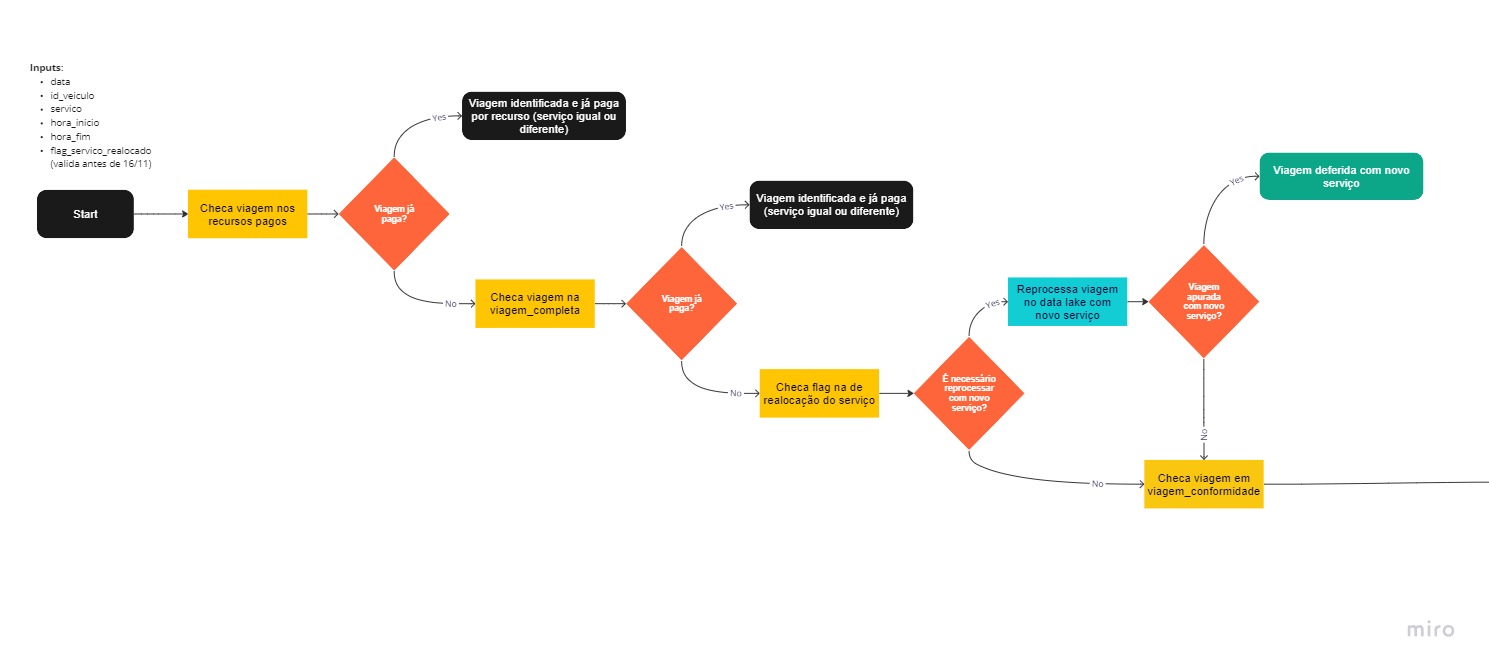 Inputs:
• data
• id_veiculo
• servico
• hora_inicio
• hora_fim
• flag_servico_realocado
(valida antes de 16/11)
Start
Checa viagem nos
recursos pagos
Viagem já
paga?
Yes
Viagem identificada e já paga
por recurso (serviço igual ou
diferente)
No
Checa viagem na
viagem_completa
Viagem já
paga?
Yes
Viagem identificada e já paga
(serviço igual ou diferente)
No
Checa flag na de
realocação do serviço
É necessário
reprocessar
com novo
serviço?
Yes
Reprocessa viagem
no data lake com
novo serviço
Viagem
apurada
com novo
serviço?
Yes
Viagem deferida com novo
serviço
No
No
Checa viagem em
viagem_conformidade
miro